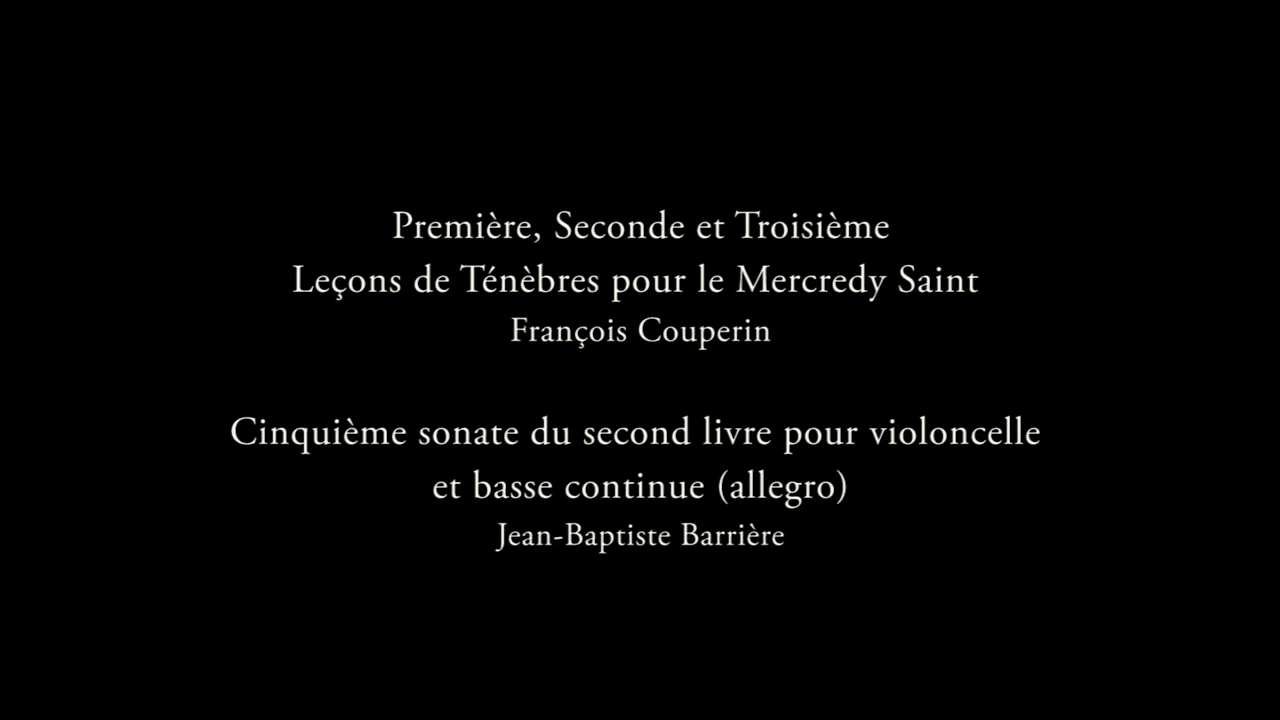 Première, Seconde et Troisième
Leçons de Ténèbres pour le Mercredy Saint
François Couperin
Cinquième sonate du second livre pour violoncelle
et basse continue (allegro)
Jean-Baptiste Barrière